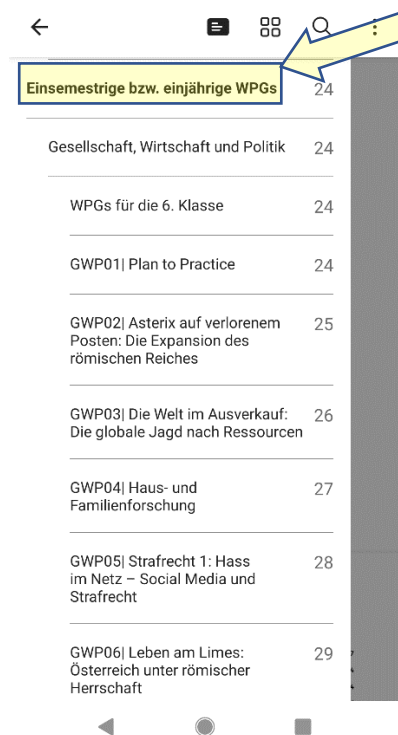 Einsemestrige bzw. einjährige WPGs 24
Gesellschaft, Wirtschaft und Politik 24
WPGs für die 6. Klasse 24
GWP01| Plan to Practice 24
GWP02| Asterix auf verlorenem 25
Posten: Die Expansion des
römischen Reiches
GWP03| Die Welt im Ausverkauf: 26
Die globale Jagd nach Ressourcen
GWP04| Haus- und 27
Familienforschung
GWP05| Strafrecht 1: Hass 28
im Netz – Social Media und
Strafrecht
GWP06| Leben am Limes: 29
Österreich unter römischer
Herrschaft